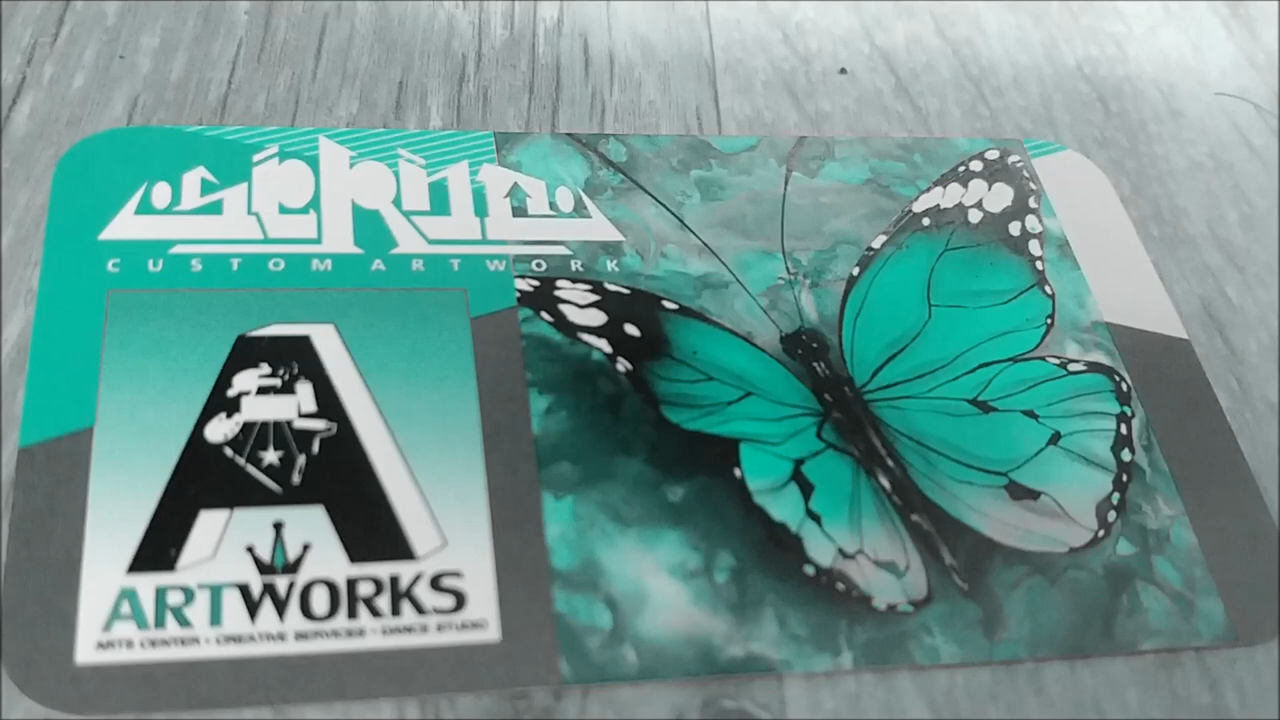 CUSTOM ARTWORK
A
ARTWORKS
ARTS CENTER • CREATIVE SERVICES • DANCE STUDIO